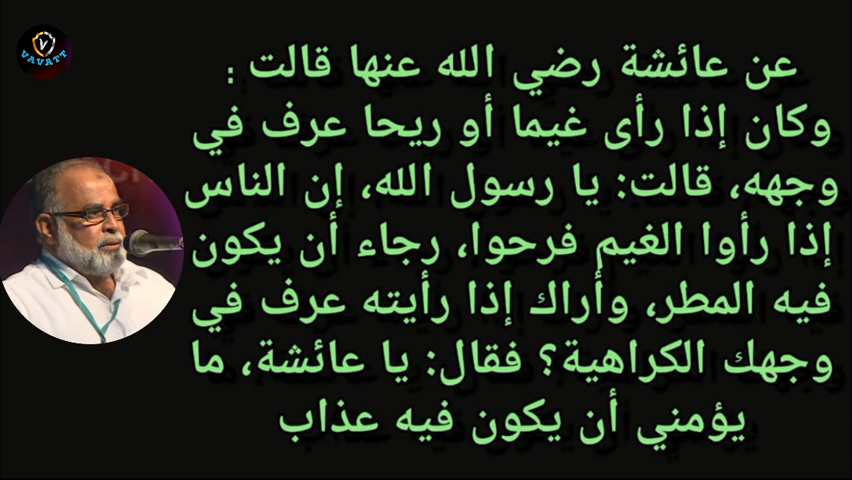 VAVATT
عن عائشة رضي الله عنها قالت :
وكان إذا رأى غيما أو ريحا عرف في
وجهه، قالت: يا رسول الله، إن الناس
إذا رأوا الغيم فرحوا، رجاء أن يكون
فيه المطر، وأراك إذا رأيته عرف في
وجهك الكراهية؟ فقال: يا عائشة، ما
يؤمني أن يكون فيه عذاب